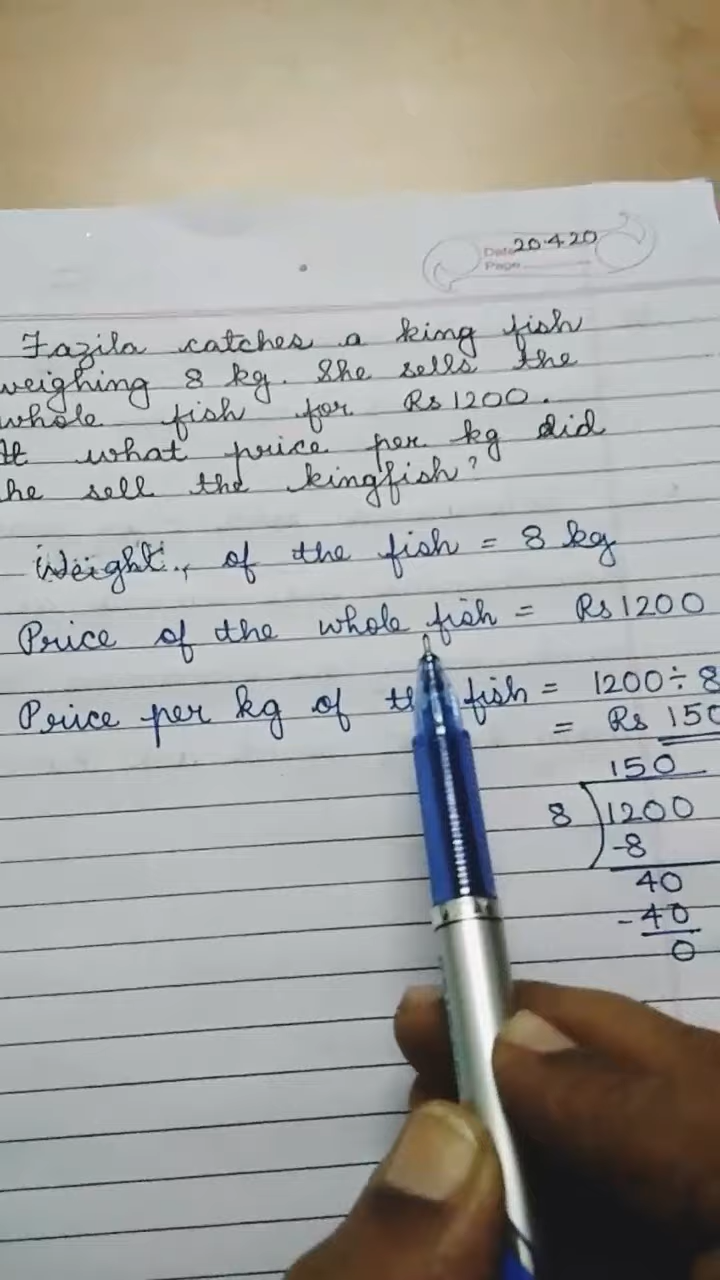 Date 20.4.20
Page
Fazila catches a king fish
weighing 8 kg. She sells the
whole fish for Rs 1200.
At what price per kg did
he sell the kingfish?
Weight, of the fish = 8 kg
Price of the whole fish = Rs 1200
Price per kg of the fish = 1200 ÷ 8
= Rs 150
150
8 1200
-8
40
-40
0